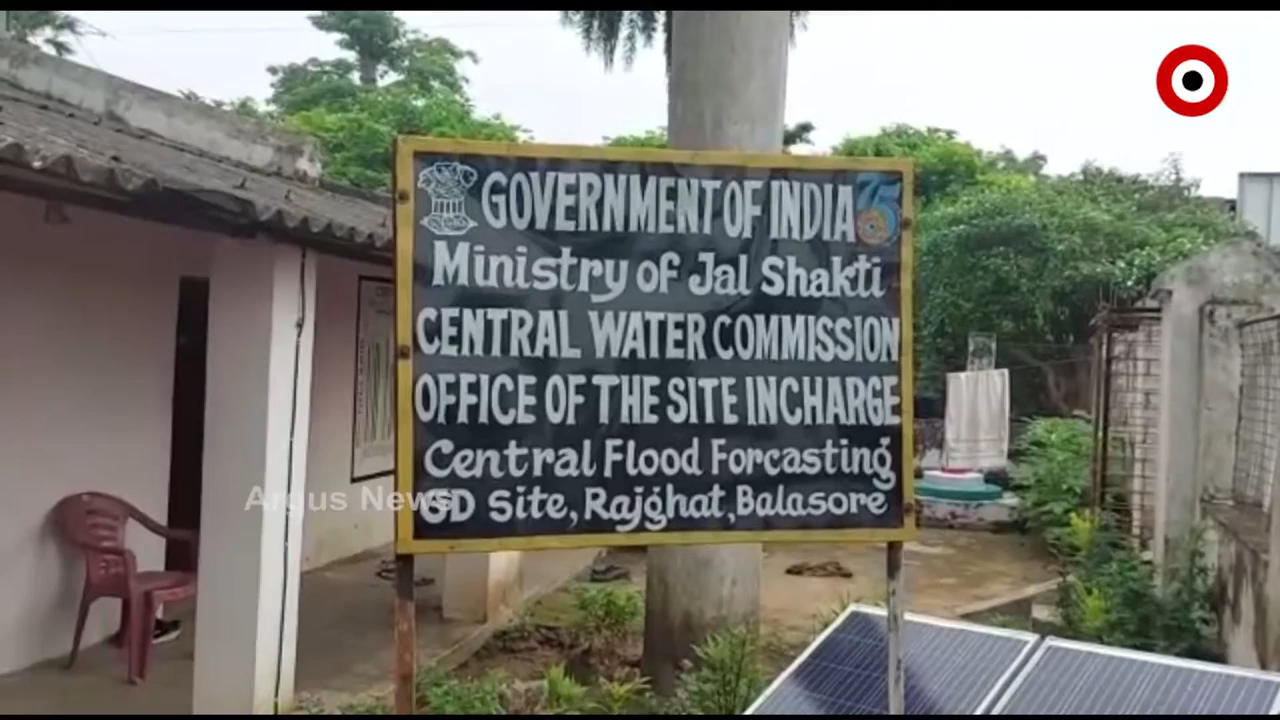 GOVERNMENT OF INDIA 75
Ministry of Jal Shakti
CENTRAL WATER COMMISSION
OFFICE OF THE SITE INCHARGE
Central Flood Forcasting
GD Site, Rajghat, Balasore
Argus News